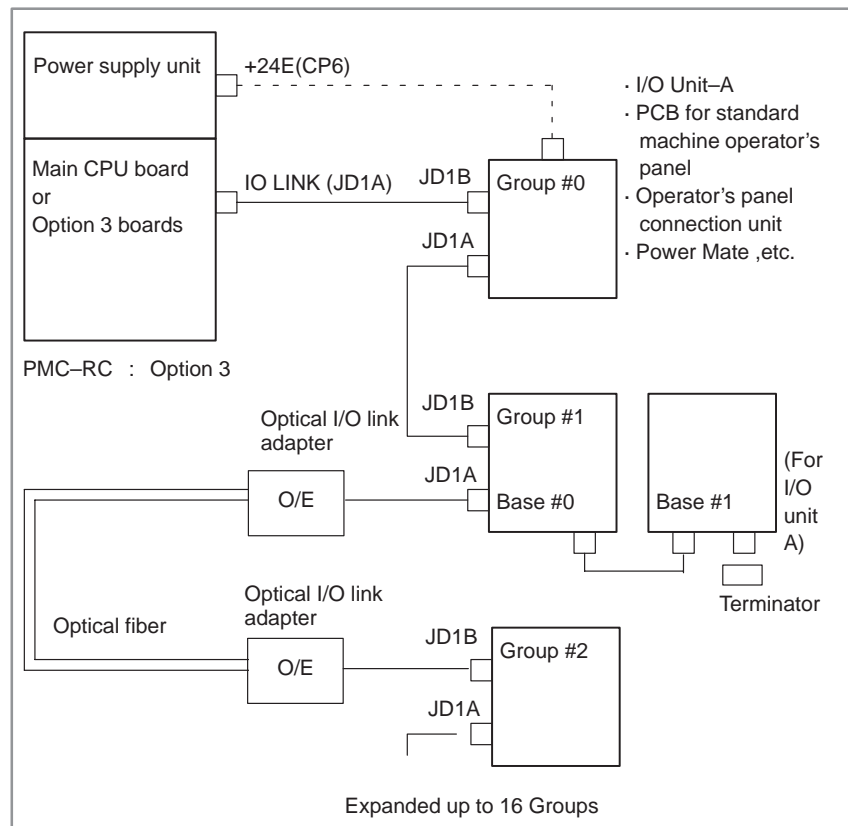 Power supply unit
+24E(CP6)
Main CPU board
or
Option 3 boards
IO LINK (JD1A)
JD1B
JD1A
Group #0
· I/O Unit–A
· PCB for standard
machine operator's
panel
· Operator's panel
connection unit
· Power Mate ,etc.
PMC–RC : Option 3
Optical I/O link
adapter
O/E
JD1B
JD1A
Group #1
Base #0
Base #1
(For
I/O
unit
A)
Terminator
Optical fiber
Optical I/O link
adapter
O/E
JD1B
JD1A
Group #2
Expanded up to 16 Groups